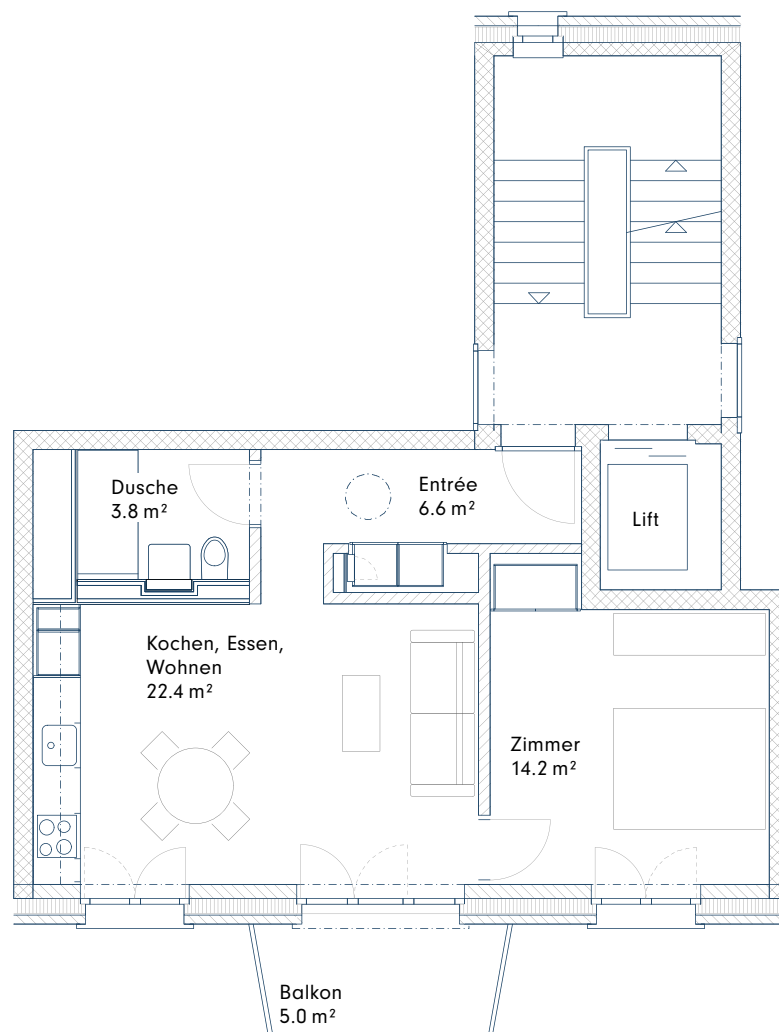 Dusche
3.8 m²
Entrée
6.6 m²
Lift
Kochen, Essen,
Wohnen
22.4 m²
Zimmer
14.2 m²
Balkon
5.0 m²